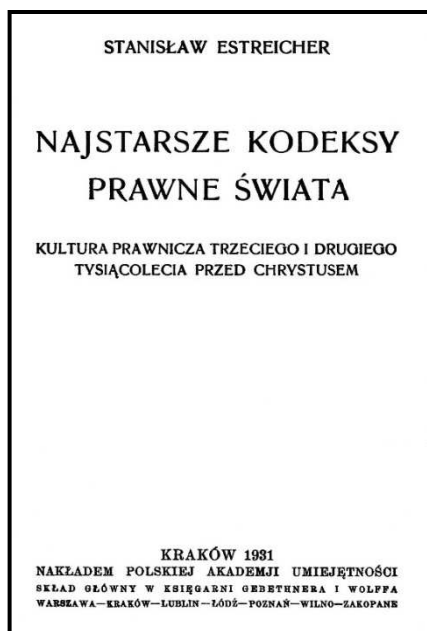 STANISŁAW ESTREICHER
NAJSTARSZE KODEKSY
PRAWNE ŚWIATA
KULTURA PRAWNICZA TRZECIEGO I DRUGIEGO
TYSIĄCOLECIA PRZED CHRYSTUSEM
KRAKÓW 1931
NAKŁADEM POLSKIEJ AKADEMJI UMIEJĘTNOŚCI
SKŁAD GŁÓWNY W KSIĘGARNI GEBETHNERA I WOLFFA
WARSZAWA—KRAKÓW—LUBLIN—ŁÓDŹ—POZNAŃ—WILNO—ZAKOPANE